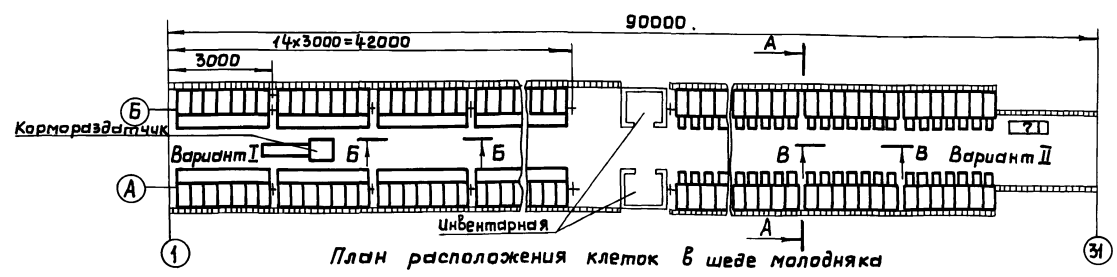 90000
14х3000=42000
3000
А
Б
Кормораздатчик
Вариант I
Б
Б
В
В
Вариант II
А
Инвентарная
А
1
План расположения клеток в шеде молодняка
31